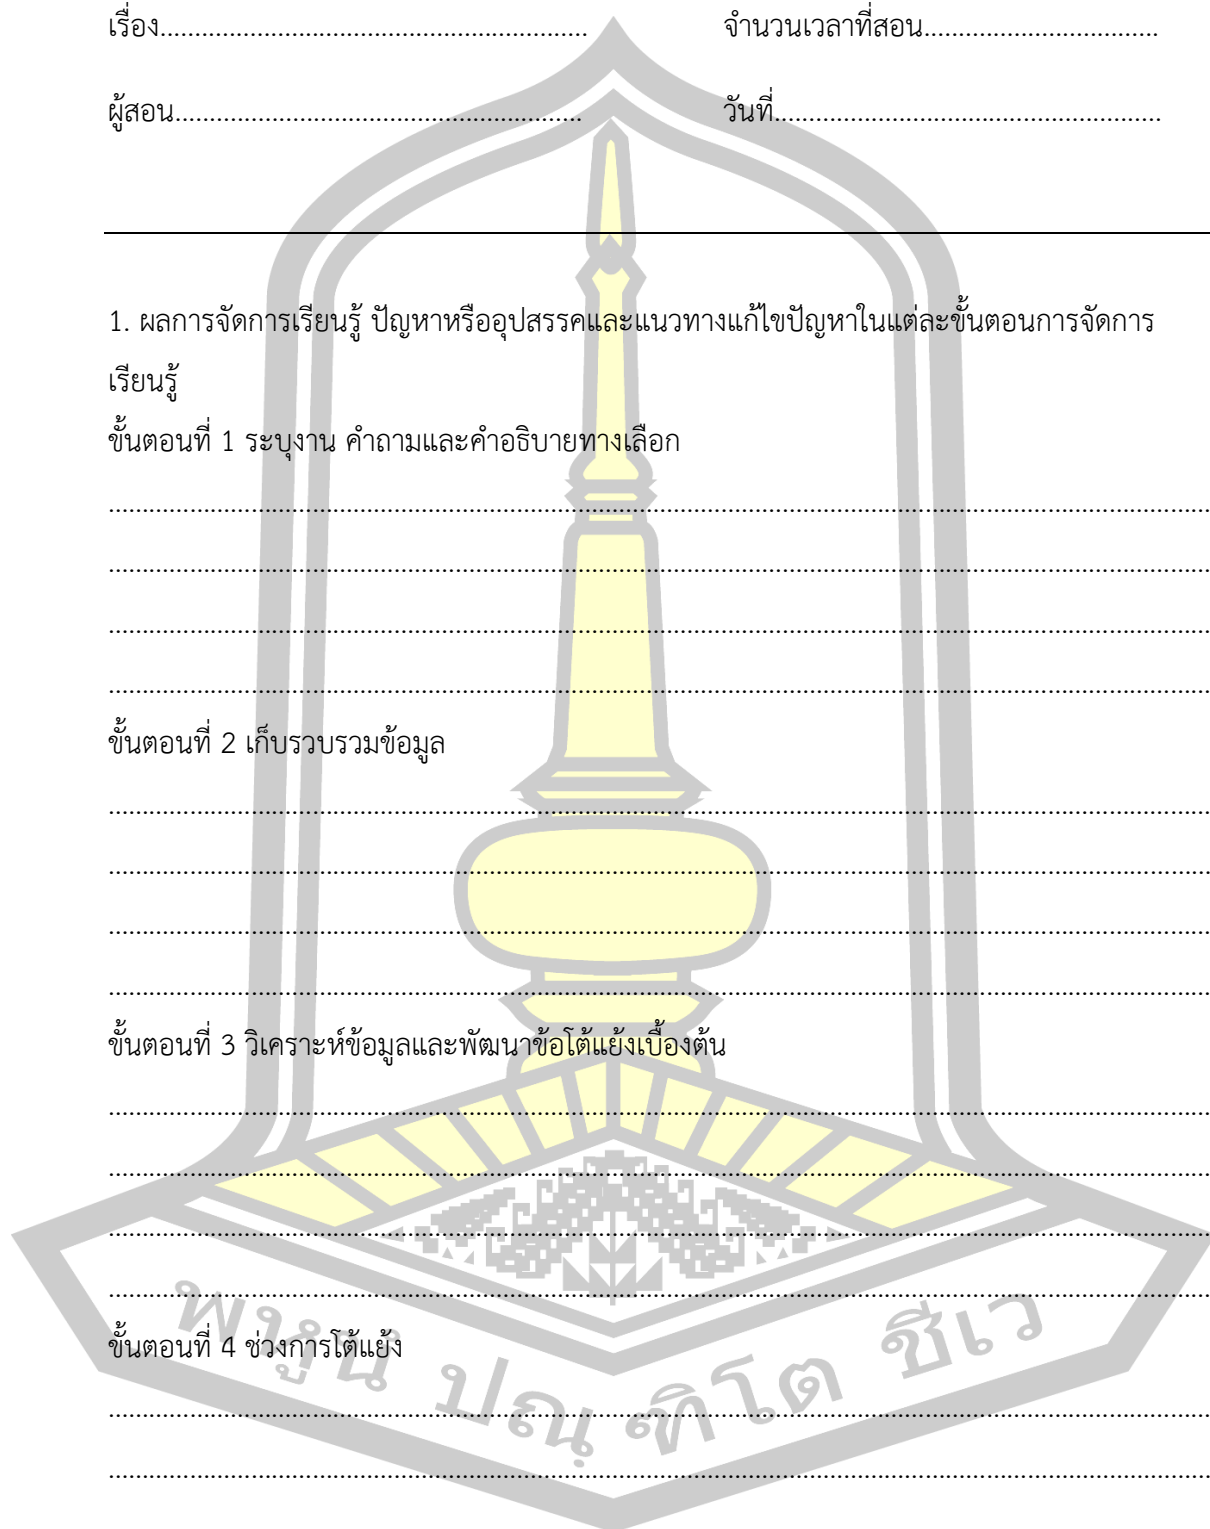 เรื่อง.............................................................. จำนวนเวลาที่สอน..................................
ผู้สอน........................................................... วันที่........................................................
1. ผลการจัดการเรียนรู้ ปัญหาหรืออุปสรรคและแนวทางแก้ไขปัญหาในแต่ละขั้นตอนการจัดการ
เรียนรู้
ขั้นตอนที่ 1 ระบุงาน คำถามและคำอธิบายทางเลือก
................................................................................................................................................................
................................................................................................................................................................
................................................................................................................................................................
................................................................................................................................................................
ขั้นตอนที่ 2 เก็บรวบรวมข้อมูล
................................................................................................................................................................
................................................................................................................................................................
................................................................................................................................................................
................................................................................................................................................................
ขั้นตอนที่ 3 วิเคราะห์ข้อมูลและพัฒนาข้อโต้แย้งเบื้องต้น
................................................................................................................................................................
................................................................................................................................................................
................................................................................................................................................................
................................................................................................................................................................
ขั้นตอนที่ 4 ช่วงการโต้แย้ง
................................................................................................................................................................
................................................................................................................................................................
พหูน ปณฺฑิโต ชีเว